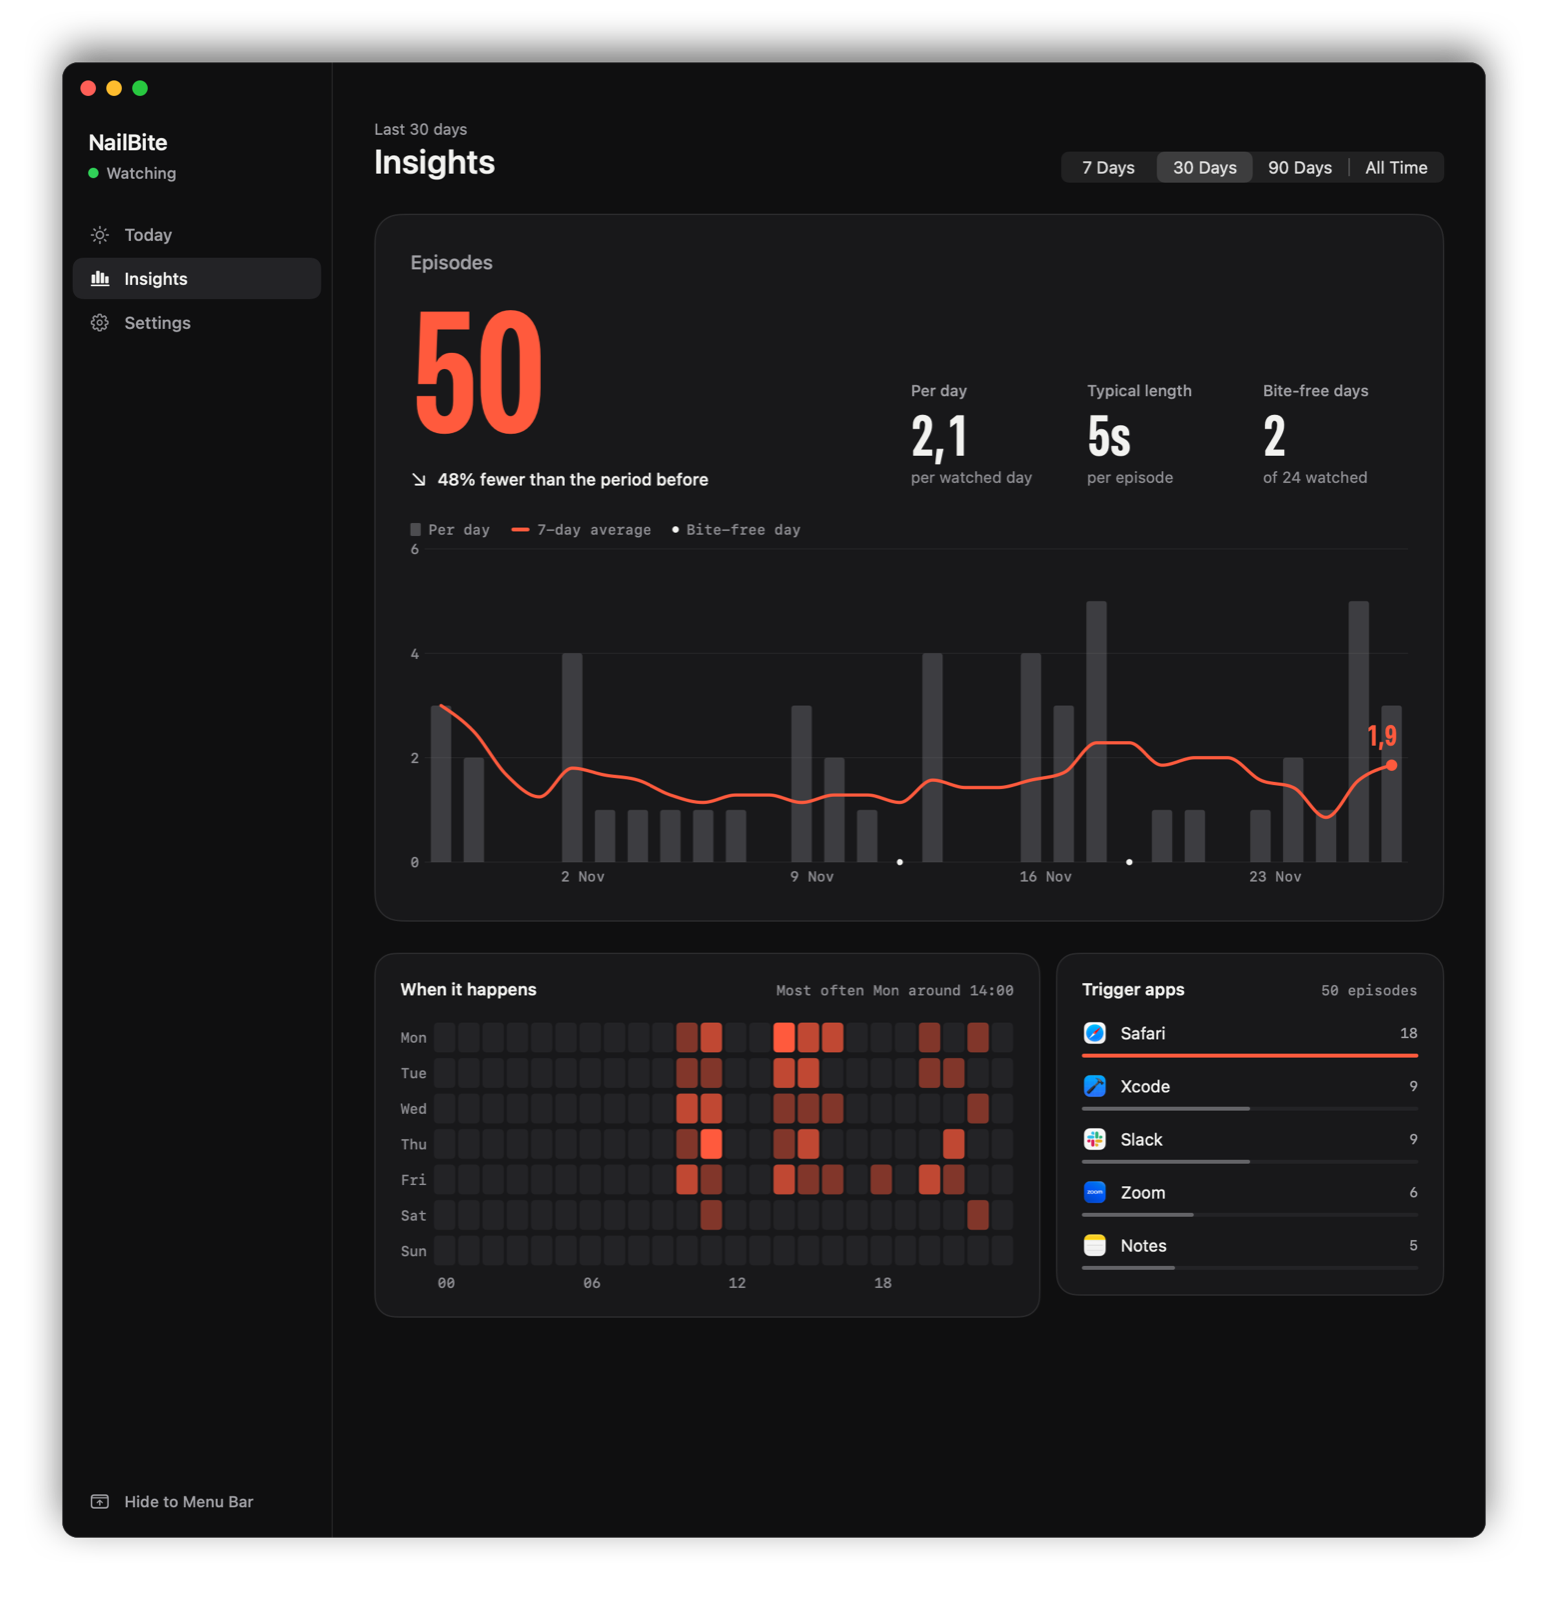 NailBite
Watching
Today
Insights
Settings
Hide to Menu Bar
Last 30 days
Insights
7 Days
30 Days
90 Days
All Time
Episodes
50
48% fewer than the period before
Per day
2,1
per watched day
Typical length
5s
per episode
Bite-free days
2
of 24 watched
Per day
7-day average
Bite-free day
6
4
2
0
1,9
2 Nov
9 Nov
16 Nov
23 Nov
When it happens
Most often Mon around 14:00
Mon
Tue
Wed
Thu
Fri
Sat
Sun
00
06
12
18
Trigger apps
50 episodes
Safari
18
Xcode
9
Slack
9
zoom
Zoom
6
Notes
5